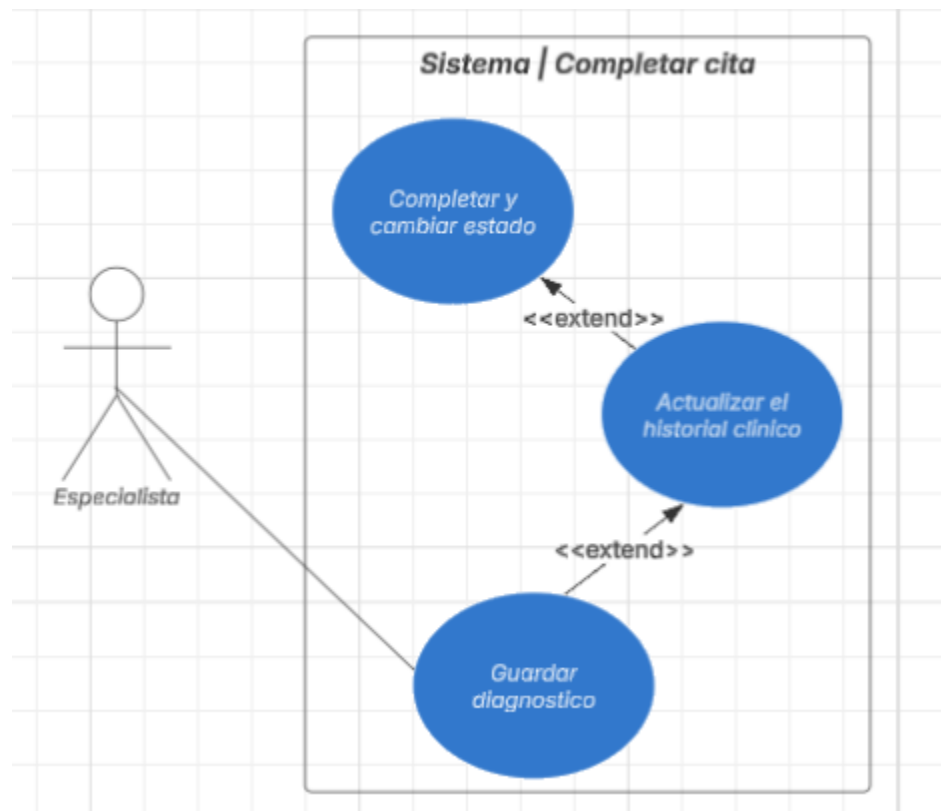 Sistema | Completar cita
Completar y
cambiar estado
<<extend>>
Actualizar el
historial clínico
Especialista
<<extend>>
Guardar
diagnostico